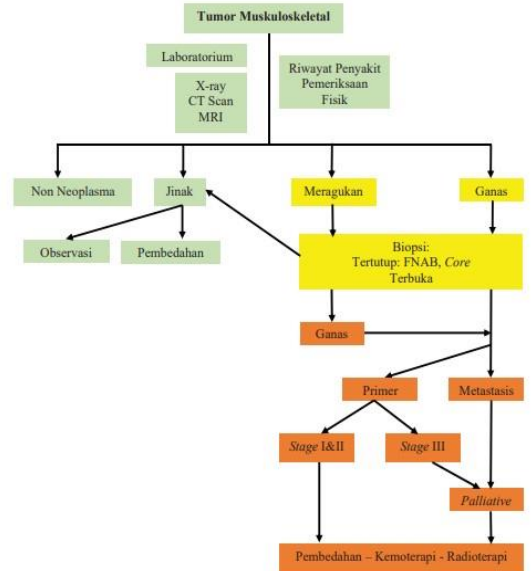 Tumor Muskuloskeletal
Laboratorium
X-ray
CT Scan
MRI
Riwayat Penyakit
Pemeriksaan
Fisik
Non Neoplasma
Jinak
Meragukan
Ganas
Observasi
Pembedahan
Biopsi:
Tertutup: FNAB, Core
Terbuka
Ganas
Primer
Metastasis
Stage I&II
Stage III
Palliative
Pembedahan – Kemoterapi - Radioterapi